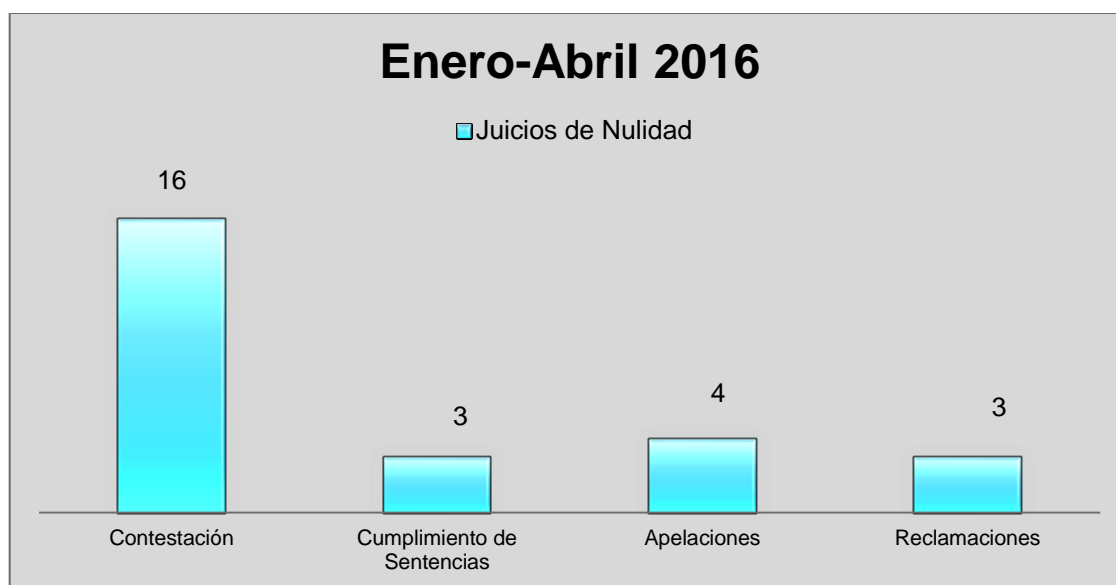 Enero-Abril 2016
Juicios de Nulidad
16
3
4
3
Contestación
Cumplimiento de
Sentencias
Apelaciones
Reclamaciones